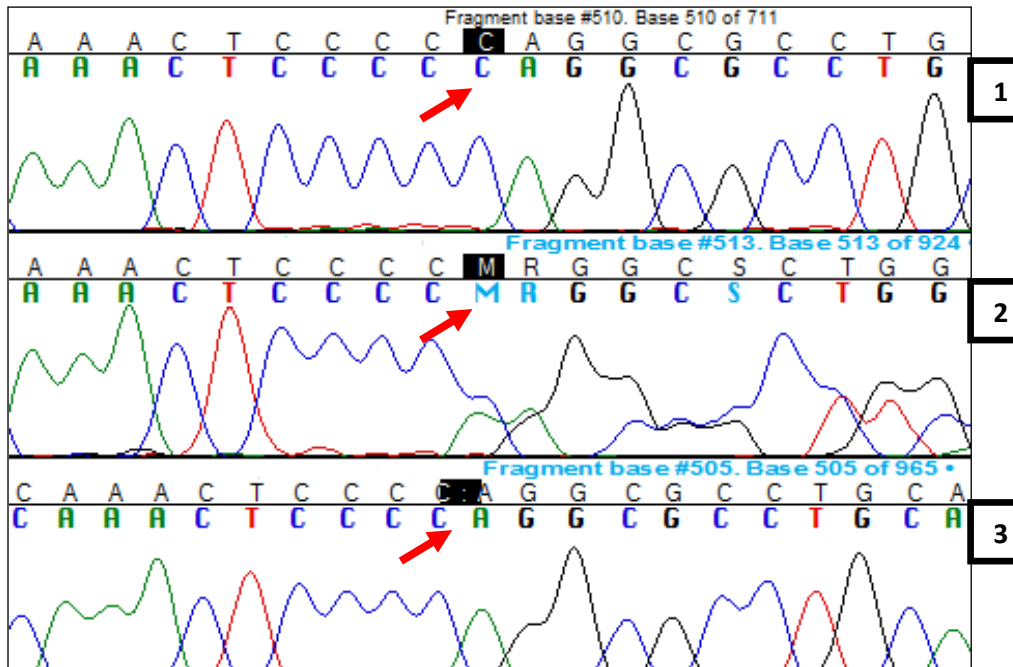 Fragment base #510. Base 510 of 711
A A A C T C C C C C A G G C G C C T G
A A A C T C C C C C A G G C G C C T G
1
Fragment base #513. Base 513 of 924
A A A C T C C C C M R G G C S C T G G
A A A C T C C C C M R G G C S C T G G
2
Fragment base #505. Base 505 of 965 •
C A A A C T C C C C A G G C G C C T G C A
C A A A C T C C C C A G G C G C C T G C A
3